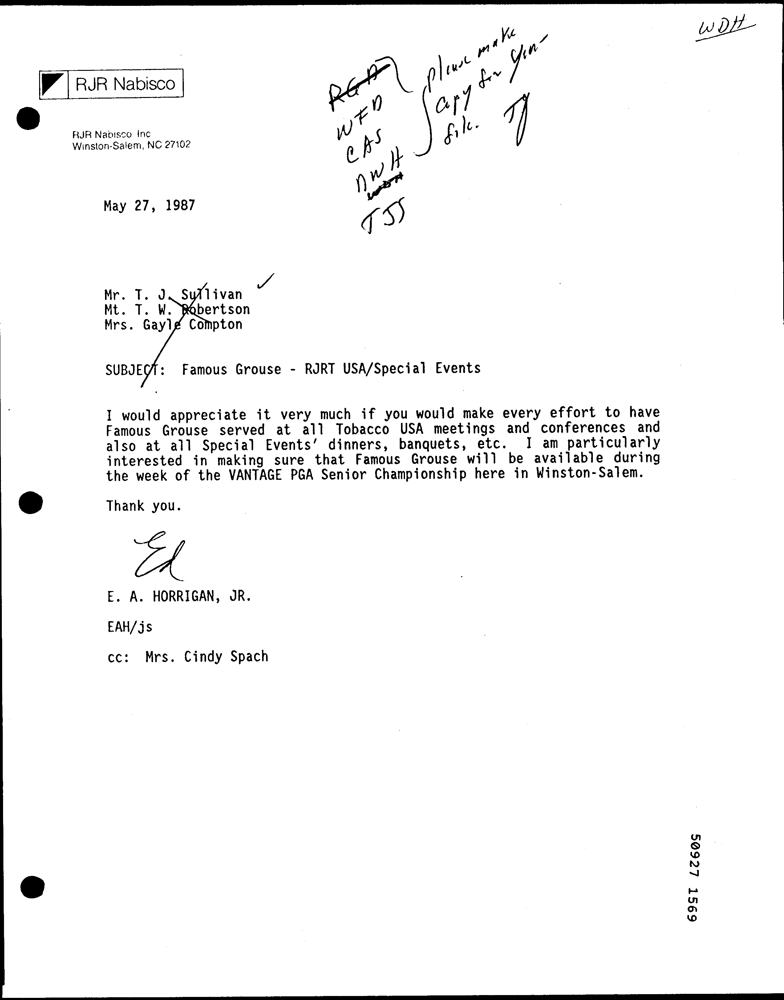 WDH
RJR Nabisco
RGA
WFD
CAS
DWH
WDH
TJS
Please make
copy for your
file.
RJR Nabisco Inc
Winston-Salem, NC 27102
May 27, 1987
Mr. T. J. Sullivan
Mt. T. W. Robertson
Mrs. Gayle Compton
SUBJECT: Famous Grouse - RJRT USA/Special Events
I would appreciate it very much if you would make every effort to have
Famous Grouse served at all Tobacco USA meetings and conferences and
also at all Special Events' dinners, banquets, etc. I am particularly
interested in making sure that Famous Grouse will be available during
the week of the VANTAGE PGA Senior Championship here in Winston-Salem.
Thank you.
Ed
E. A. HORRIGAN, JR.
EAH/js
cc: Mrs. Cindy Spach
50927 1569